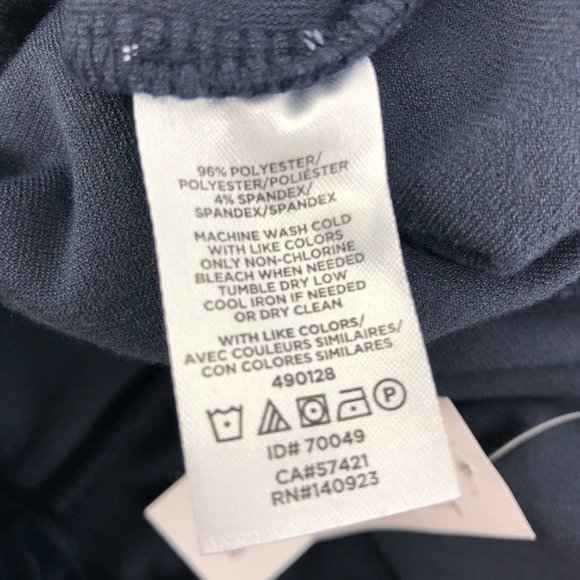 96% POLYESTER/
POLYESTER/POLIÉSTER
4% SPANDEX/
SPANDEX/SPANDEX
MACHINE WASH COLD
WITH LIKE COLORS
ONLY NON-CHLORINE
BLEACH WHEN NEEDED
TUMBLE DRY LOW
COOL IRON IF NEEDED
OR DRY CLEAN
WITH LIKE COLORS/
AVEC COULEURS SIMILAIRES/
CON COLORES SIMILARES
490128
P
ID# 70049
CA#57421
RN#140923